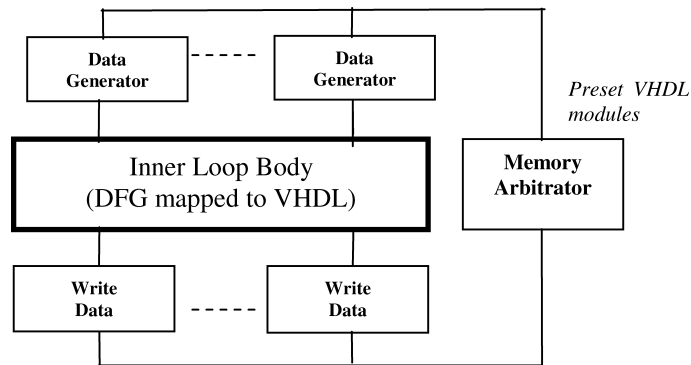 Data
Generator
Data
Generator
Preset VHDL
modules
Inner Loop Body
(DFG mapped to VHDL)
Memory
Arbitrator
Write
Data
Write
Data